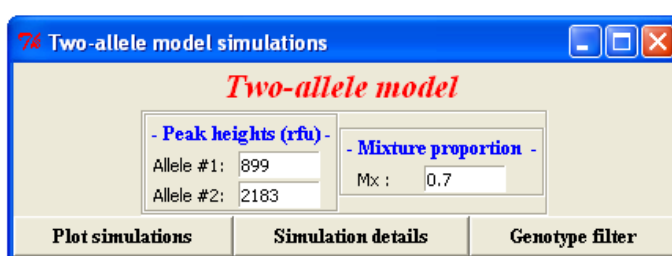 Two-allele model simulations
Two-allele model
- Peak heights (rfu) -
Allele #1: 899
Allele #2: 2183
- Mixture proportion -
Mx : 0.7
Plot simulations Simulation details Genotype filter